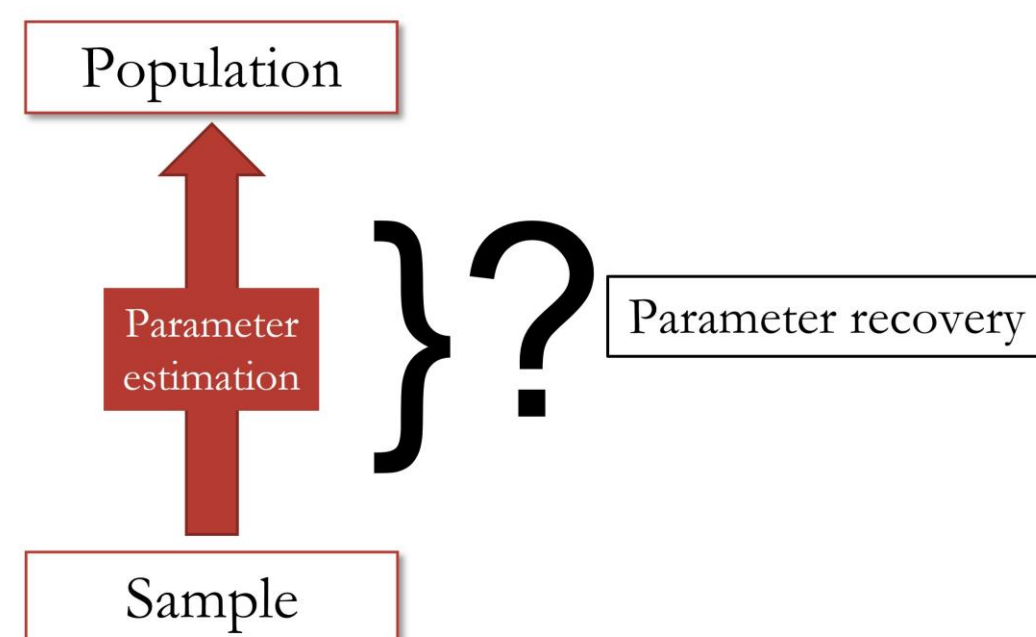 Population
Parameter
estimation
}?
Parameter recovery
Sample